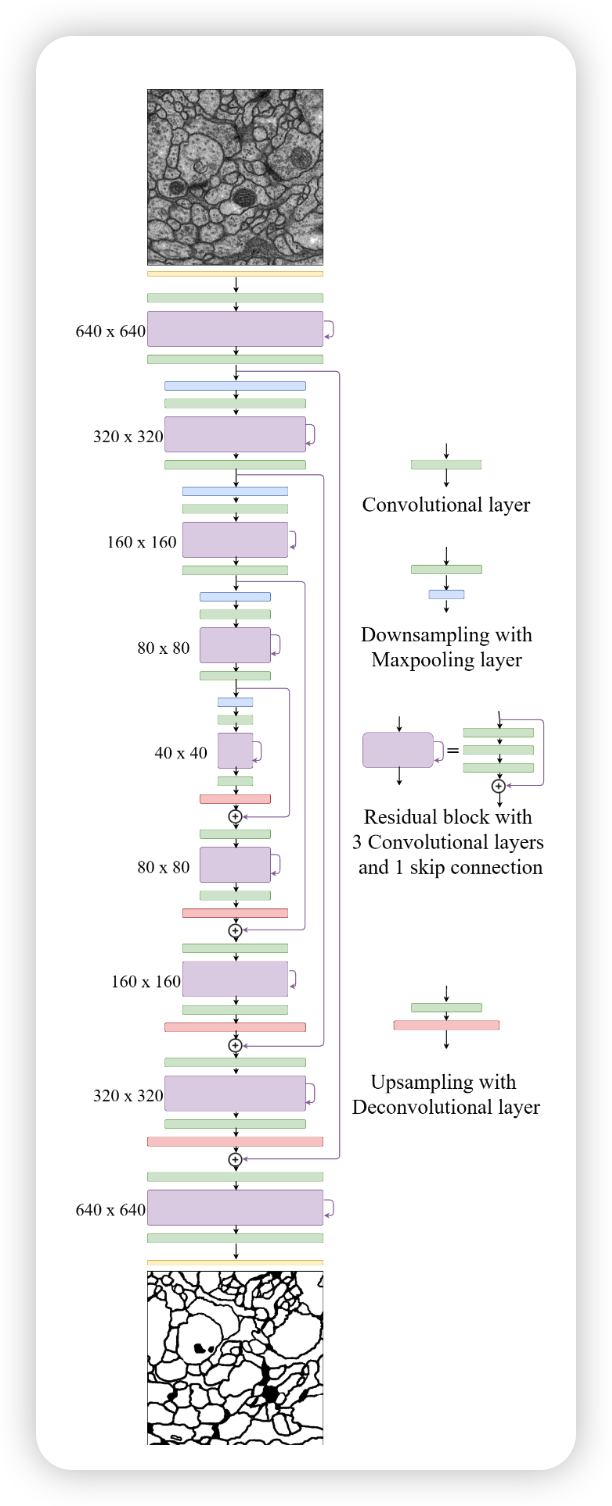 640 x 640
320 x 320
160 x 160
80 x 80
40 x 40
80 x 80
160 x 160
320 x 320
640 x 640
Convolutional layer
Downsampling with
Maxpooling layer
=
Residual block with
3 Convolutional layers
and 1 skip connection
Upsampling with
Deconvolutional layer